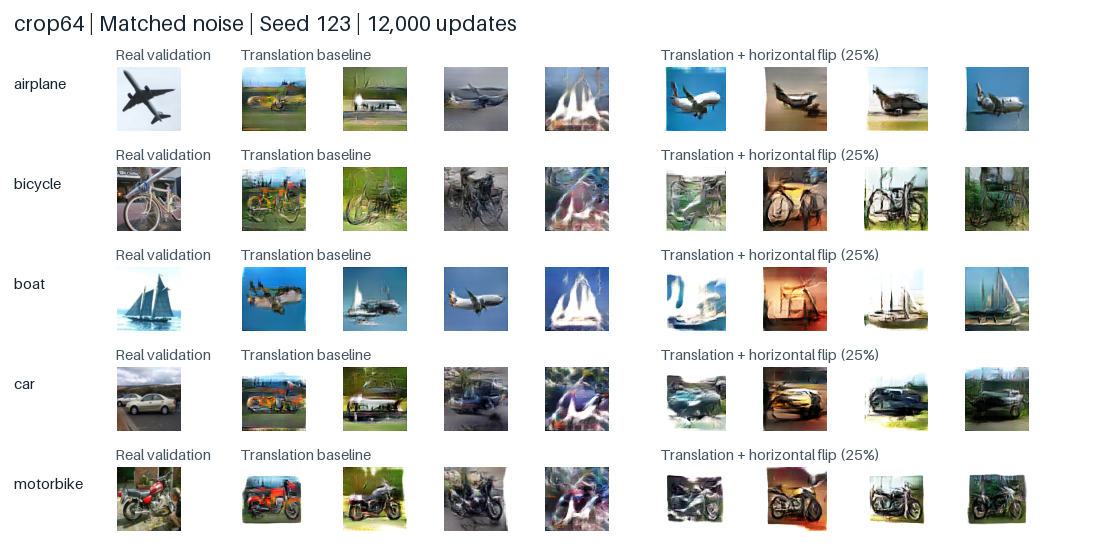 crop64 | Matched noise | Seed 123 | 12,000 updates
Real validation Translation baseline Translation + horizontal flip (25%)
airplane
Real validation Translation baseline Translation + horizontal flip (25%)
bicycle
Real validation Translation baseline Translation + horizontal flip (25%)
boat
Real validation Translation baseline Translation + horizontal flip (25%)
car
Real validation Translation baseline Translation + horizontal flip (25%)
motorbike